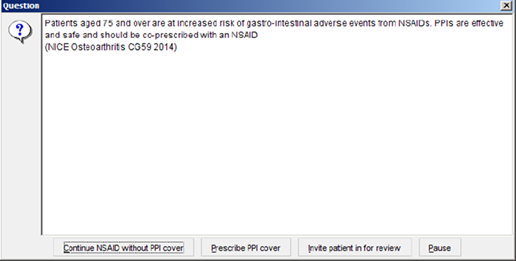 Question
Patients aged 75 and over are at increased risk of gastro-intestinal adverse events from NSAIDs. PPIs are effective
and safe and should be co-prescribed with an NSAID
(NICE Osteoarthritis CG59 2014)
Continue NSAID without PPI cover Prescribe PPI cover Invite patient in for review Pause